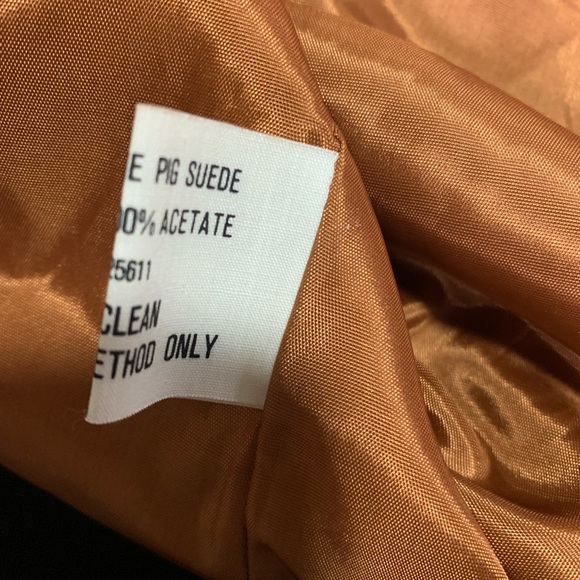 E PIG SUEDE
00% ACETATE
25611
CLEAN
ETHOD ONLY